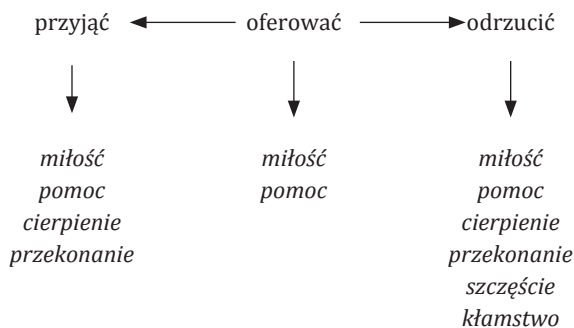 przyjąć oferować odrzucić
miłość miłość miłość
pomoc pomoc pomoc
cierpienie cierpienie
przekonanie przekonanie
szczęście
kłamstwo